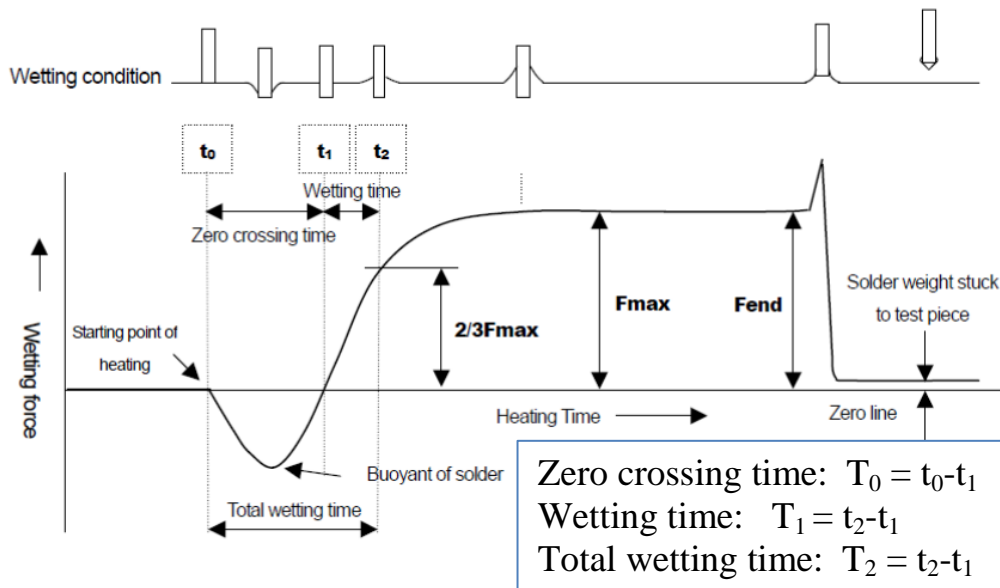 Wetting condition
t₀ t₁ t₂
Wetting time
Zero crossing time
Wetting force
Starting point of
heating
2/3Fmax
Fmax
Fend
Solder weight stuck
to test piece
Heating Time
Zero line
Buoyant of solder
Total wetting time
Zero crossing time: T₀ = t₀-t₁
Wetting time: T₁ = t₂-t₁
Total wetting time: T₂ = t₂-t₁